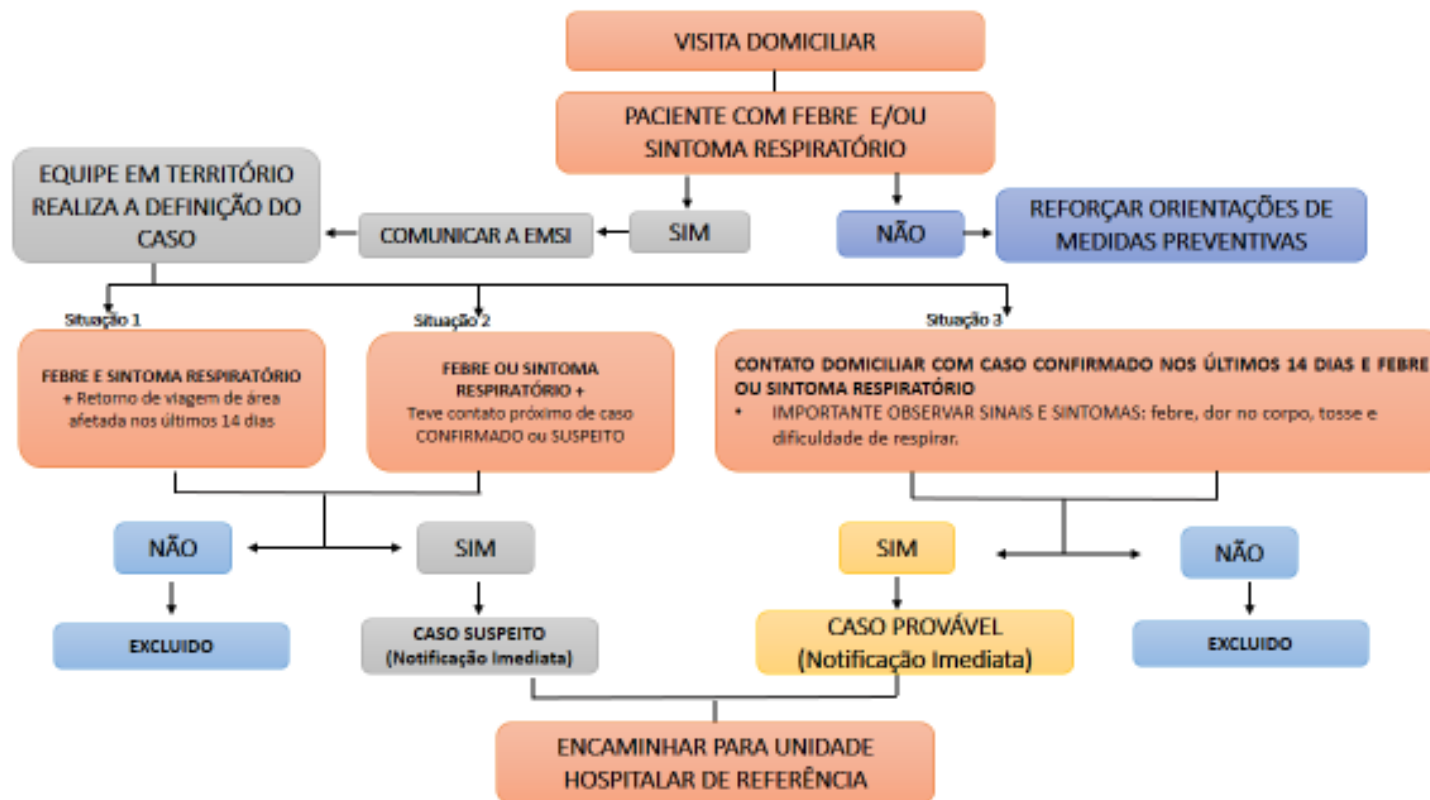 VISITA DOMICILIAR
PACIENTE COM FEBRE E/OU
SINTOMA RESPIRATÓRIO
EQUIPE EM TERRITÓRIO
REALIZA A DEFINIÇÃO DO
CASO
COMUNICAR A EMSI
SIM
NÃO
REFORÇAR ORIENTAÇÕES DE
MEDIDAS PREVENTIVAS
Situação 1
FEBRE E SINTOMA RESPIRATÓRIO
+ Retorno de viagem de área
afetada nos últimos 14 dias
Situação 2
FEBRE OU SINTOMA
RESPIRATÓRIO +
Teve contato próximo de caso
CONFIRMADO ou SUSPEITO
Situação 3
CONTATO DOMICILIAR COM CASO CONFIRMADO NOS ÚLTIMOS 14 DIAS E FEBRE
OU SINTOMA RESPIRATÓRIO
• IMPORTANTE OBSERVAR SINAIS E SINTOMAS: febre, dor no corpo, tosse e
dificuldade de respirar.
NÃO
SIM
SIM
NÃO
EXCLUIDO
CASO SUSPEITO
(Notificação Imediata)
CASO PROVÁVEL
(Notificação Imediata)
EXCLUIDO
ENCAMINHAR PARA UNIDADE
HOSPITALAR DE REFERÊNCIA